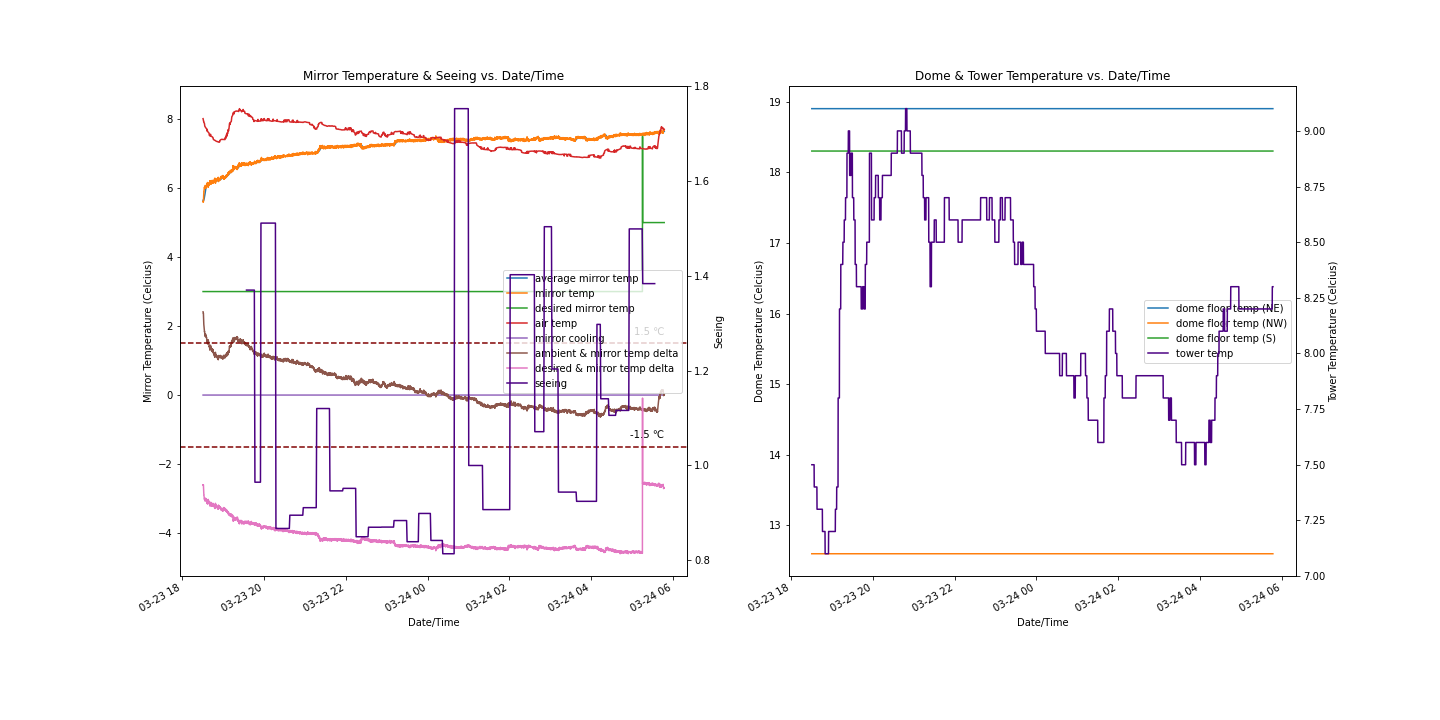 Mirror Temperature & Seeing vs. Date/Time
Mirror Temperature (Celcius)
8
6
4
2
0
−2
−4
1.8
1.6
1.4
1.2
1.0
0.8
Seeing
average mirror temp
mirror temp
desired mirror temp
air temp
mirror cooling
ambient & mirror temp delta
desired & mirror temp delta
seeing
1.5 °C
-1.5 °C
03-23 18
03-23 20
03-23 22
03-24 00
03-24 02
03-24 04
03-24 06
Date/Time
Dome & Tower Temperature vs. Date/Time
Dome Temperature (Celcius)
19
18
17
16
15
14
13
9.00
8.75
8.50
8.25
8.00
7.75
7.50
7.25
7.00
Tower Temperature (Celcius)
dome floor temp (NE)
dome floor temp (NW)
dome floor temp (S)
tower temp
03-23 18
03-23 20
03-23 22
03-24 00
03-24 02
03-24 04
03-24 06
Date/Time